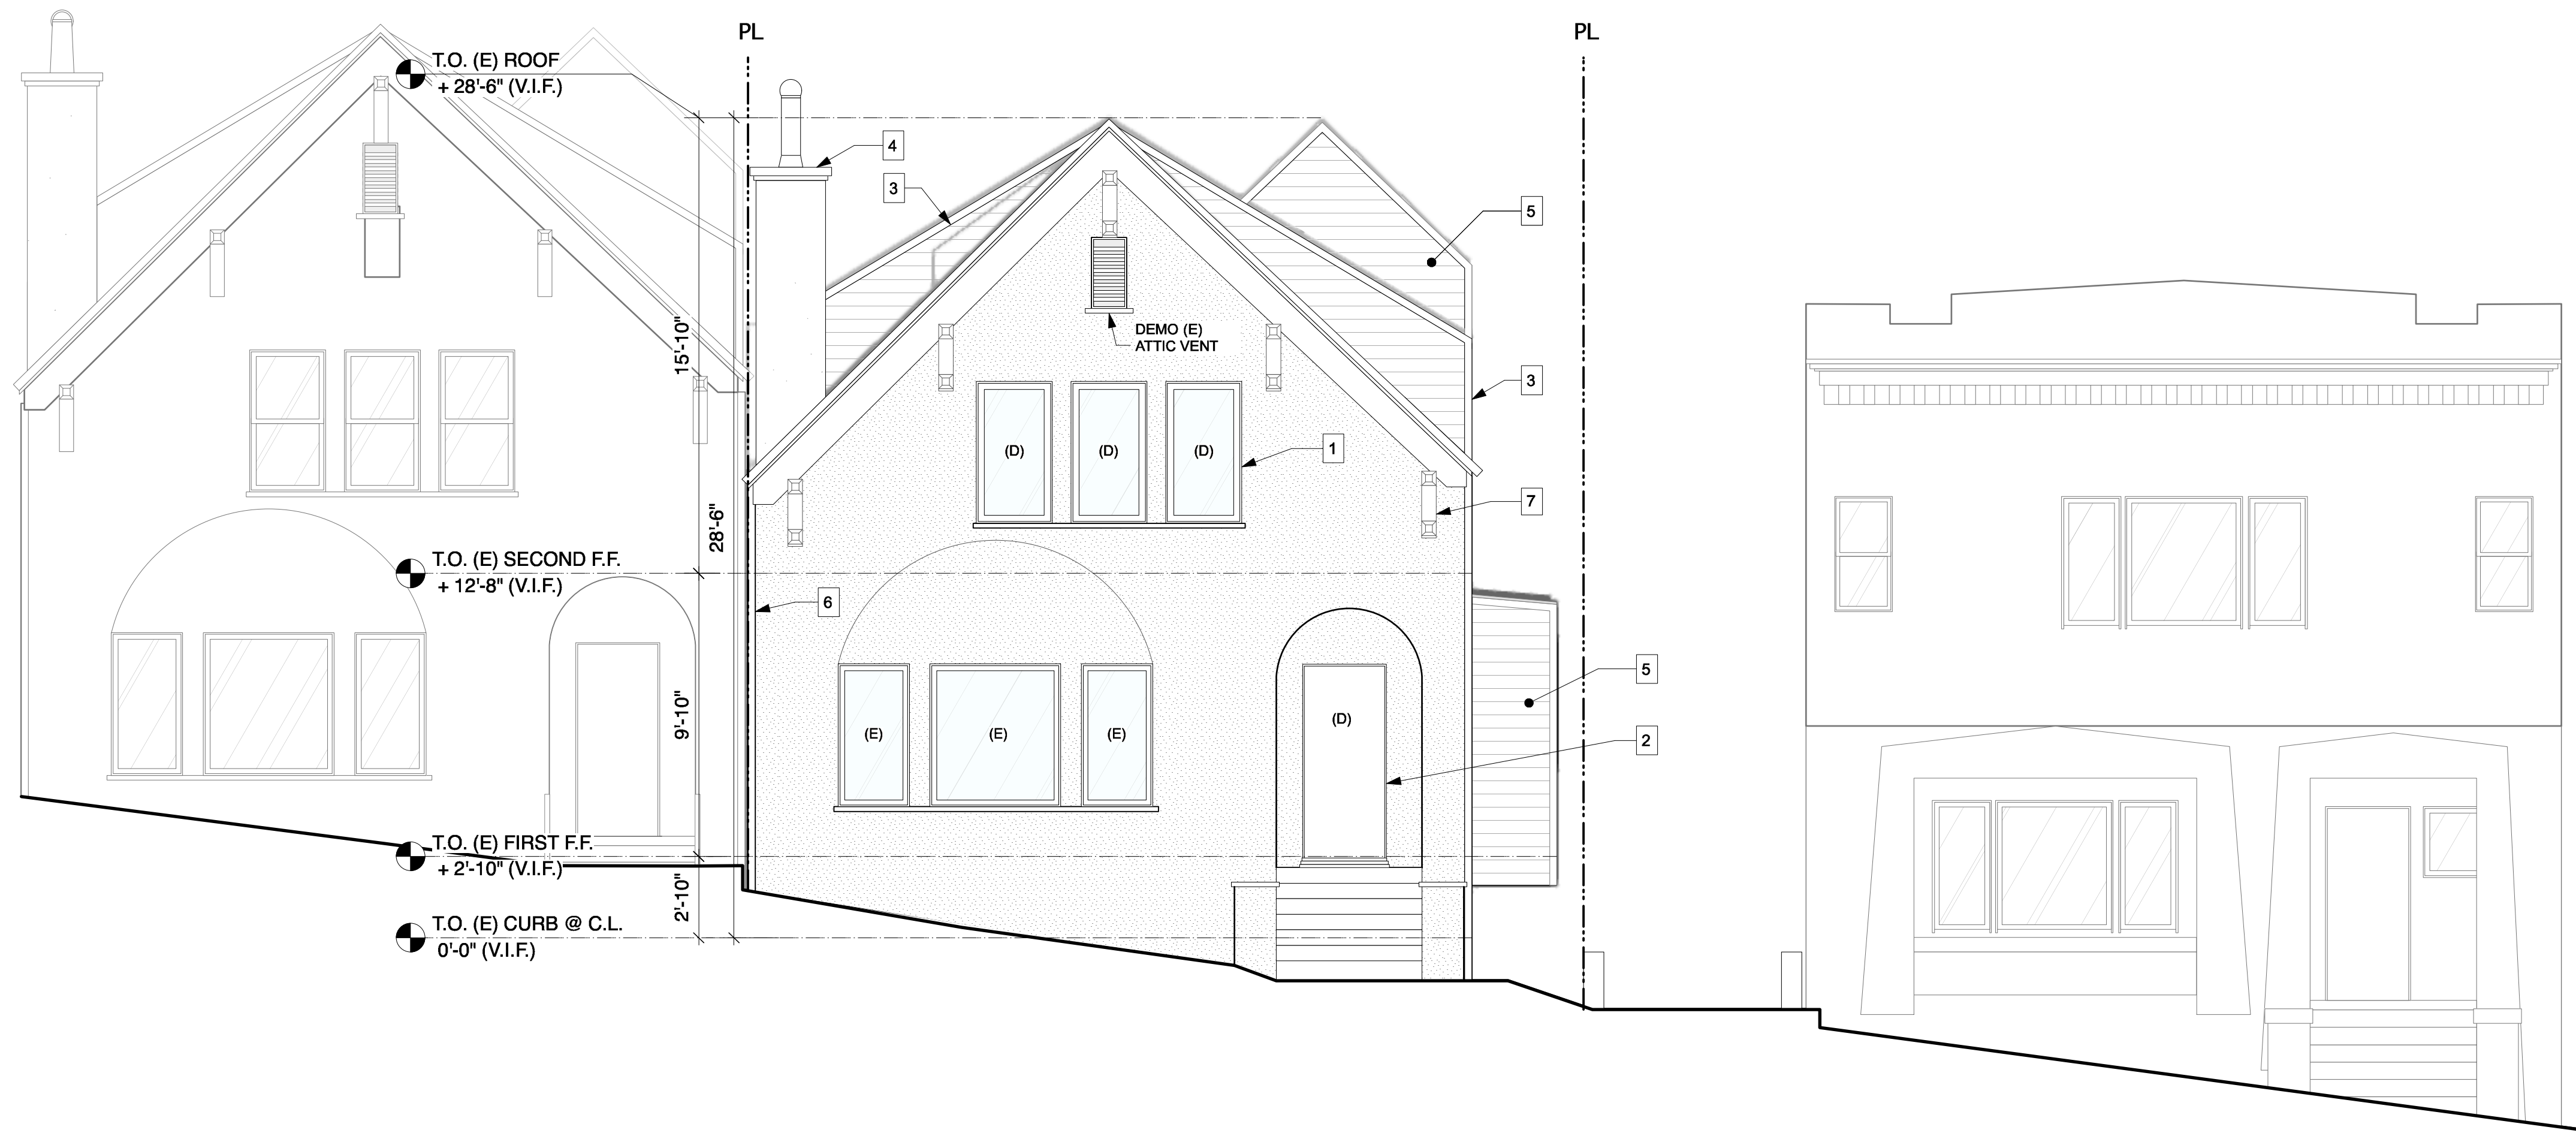 PL
PL
T.O. (E) ROOF
+ 28'-6" (V.I.F.)
4
3
5
DEMO (E)
ATTIC VENT
15'-10"
3
(D)
(D)
(D)
1
7
28'-6"
T.O. (E) SECOND F.F.
+ 12'-8" (V.I.F.)
6
5
9'-10"
(E)
(E)
(E)
(D)
2
T.O. (E) FIRST F.F.
+ 2'-10" (V.I.F.)
2'-10"
T.O. (E) CURB @ C.L.
0'-0" (V.I.F.)